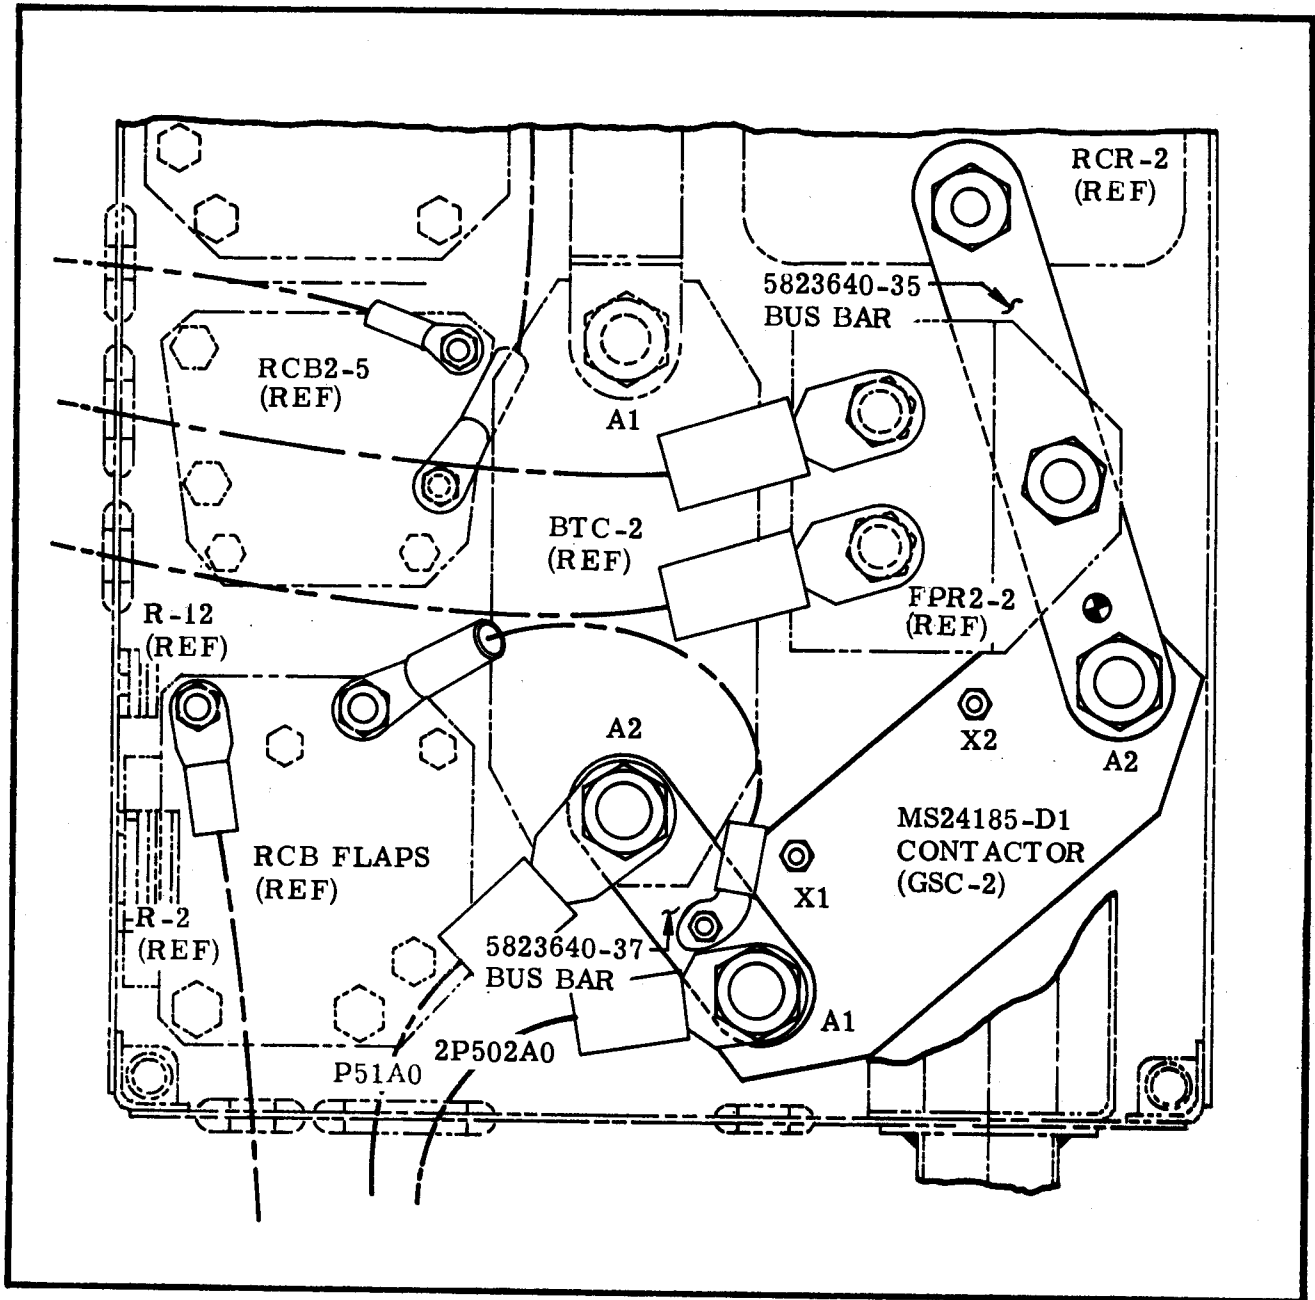 RCR-2
(REF)
5823640-35
BUS BAR
RCB2-5
(REF)
A1
BTC-2
(REF)
FPR2-2
(REF)
R-12
(REF)
X2
A2
A2
MS24185-D1
CONTACTOR
(GSC-2)
RCB FLAPS
(REF)
X1
R-2
(REF)
5823640-37
BUS BAR
A1
2P502A0
P51A0